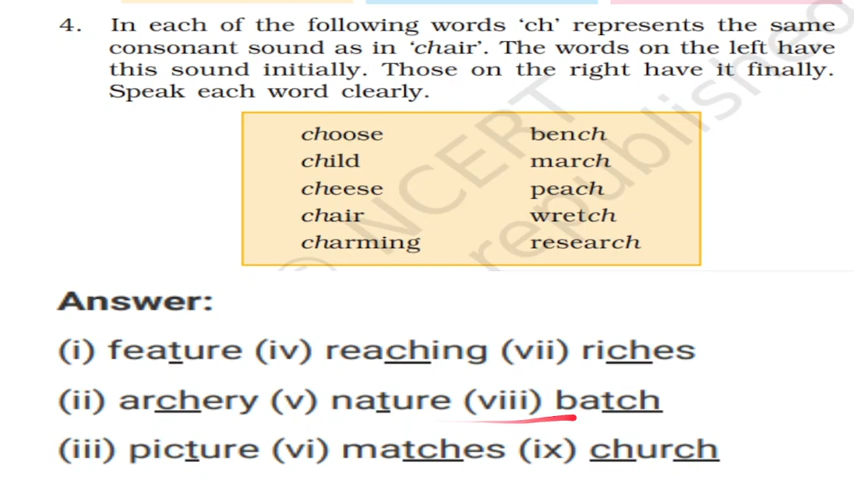 4. In each of the following words ‘ch’ represents the same
consonant sound as in ‘chair’. The words on the left have
this sound initially. Those on the right have it finally.
Speak each word clearly.
choose bench
child march
cheese peach
chair wretch
charming research
© NCERT
republished
Answer:
(i) feature (iv) reaching (vii) riches
(ii) archery (v) nature (viii) batch
(iii) picture (vi) matches (ix) church